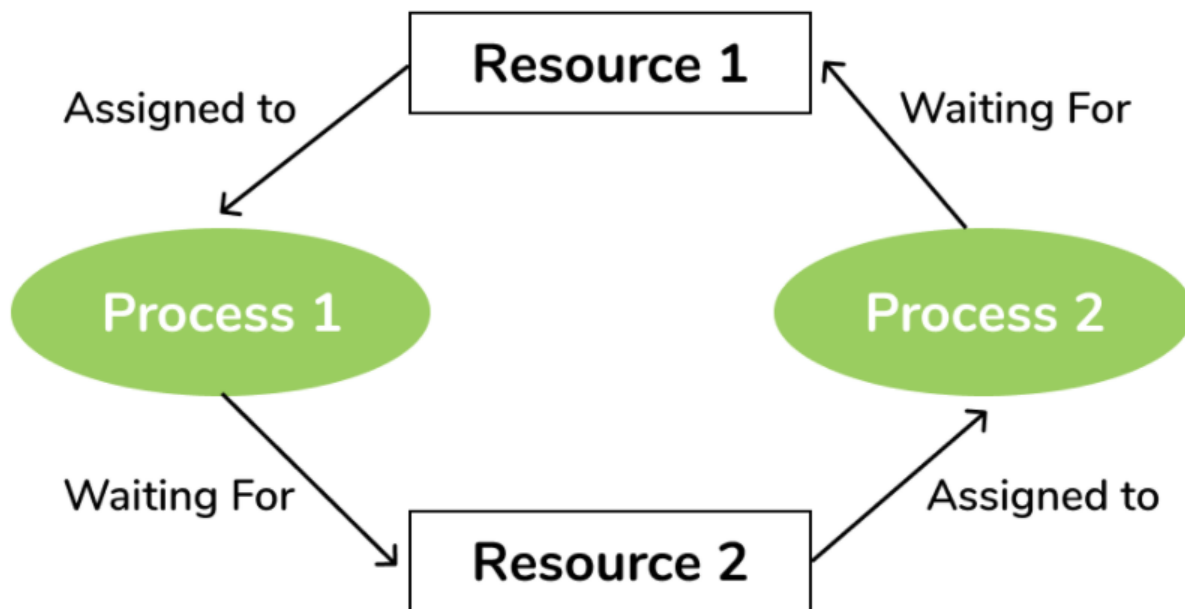 Resource 1
Assigned to
Waiting For
Process 1
Process 2
Waiting For
Assigned to
Resource 2